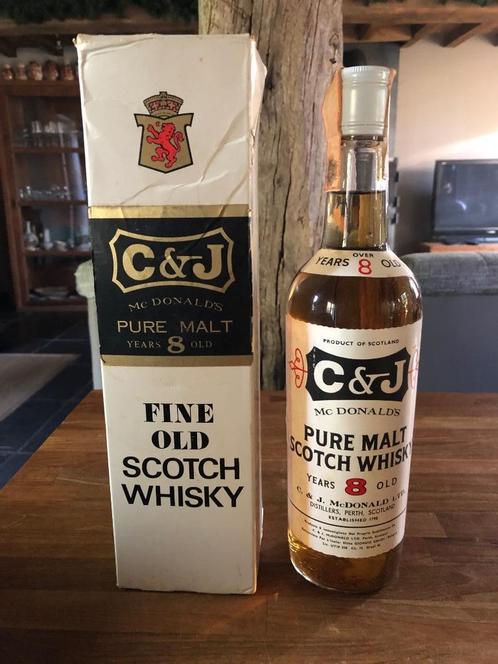 C&J
McDONALD'S
PURE MALT
YEARS 8 OLD
FINE
OLD
SCOTCH
WHISKY
OVER
YEARS 8 OLD
PRODUCT OF SCOTLAND
C&J
McDONALD'S
PURE MALT
SCOTCH WHISKY
YEARS 8 OLD
C. & J. McDONALD LTD.
DISTILLERS, PERTH, SCOTLAND
ESTABLISHED